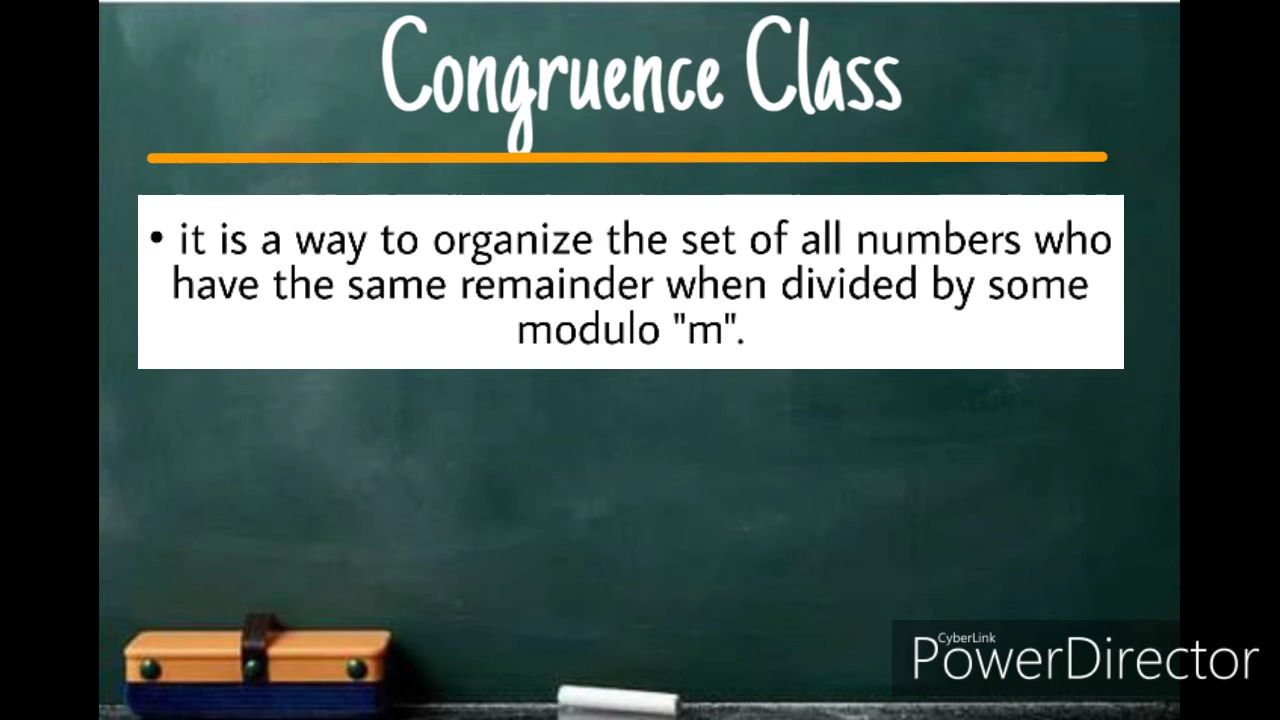 Congruence Class
• it is a way to organize the set of all numbers who
have the same remainder when divided by some
modulo "m".
CyberLink
PowerDirector